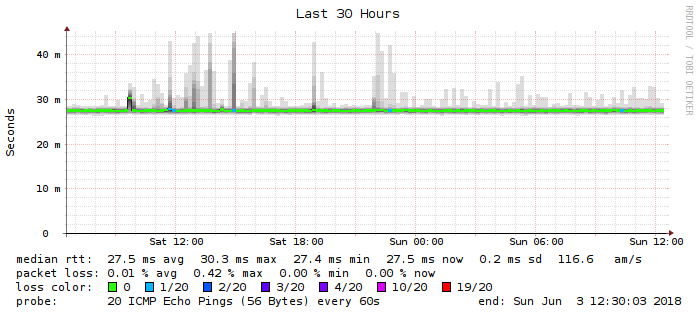 Last 30 Hours
RRDTOOL / TOBI OETIKER
Seconds
40 m
30 m
20 m
10 m
0
Sat 12:00 Sat 18:00 Sun 00:00 Sun 06:00 Sun 12:00
median rtt: 27.5 ms avg 30.3 ms max 27.4 ms min 27.5 ms now 0.2 ms sd 116.6 am/s
packet loss: 0.01 % avg 0.42 % max 0.00 % min 0.00 % now
loss color: 0 1/20 2/20 3/20 4/20 10/20 19/20
probe: 20 ICMP Echo Pings (56 Bytes) every 60s end: Sun Jun 3 12:30:03 2018